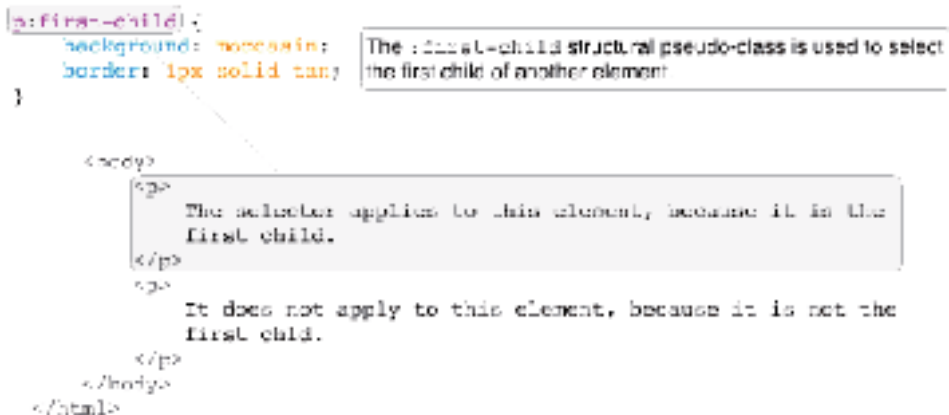 p:first-child {
background: moccasin;
border: 1px solid tan;
}
The :first-child structural pseudo-class is used to select
the first child of another element.
<body>
<p>
The selector applies to this element, because it is the
first child.
</p>
<p>
It does not apply to this element, because it is not the
first chld.
</p>
</body>
</html>